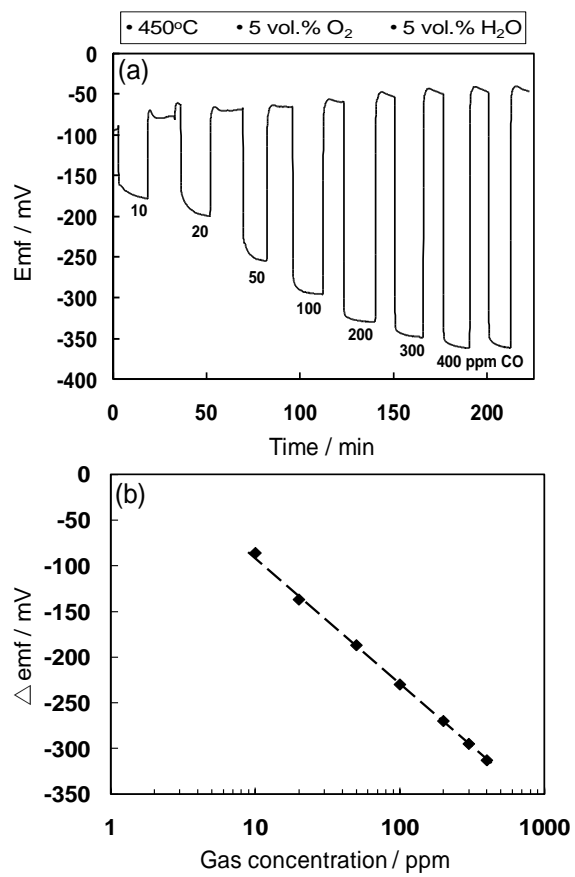 • 450°C • 5 vol.% O₂ • 5 vol.% H₂O
(a)
0
-50
-100
-150
-200
-250
-300
-350
-400
Emf / mV
10
20
50
100
200
300
400 ppm CO
0 50 100 150 200
Time / min
(b)
0
-50
-100
-150
-200
-250
-300
-350
△emf / mV
1 10 100 1000
Gas concentration / ppm